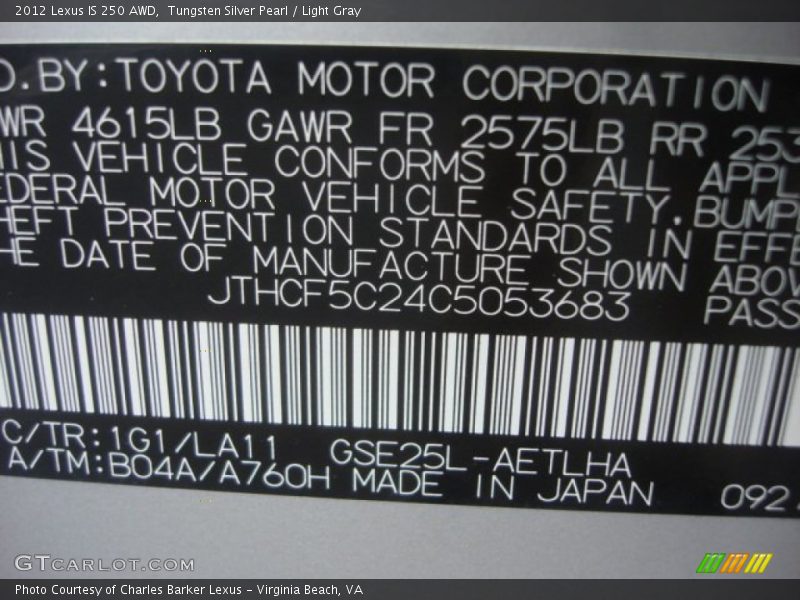 2012 Lexus IS 250 AWD,  Tungsten Silver Pearl / Light Gray
D.BY:TOYOTA MOTOR CORPORATION
WR 4615LB GAWR FR 2575LB RR 253
HIS VEHICLE CONFORMS TO ALL APPL
EDERAL MOTOR VEHICLE SAFETY, BUMPE
HEFT PREVENTION STANDARDS IN EFFE
HE DATE OF MANUFACTURE SHOWN ABOV
JTHCF5C24C5053683 PASS
C/TR:1G1/LA11 GSE25L-AETLHA
A/TM:B04A/A760H MADE IN JAPAN 092
GTCARLOT.COM
Photo Courtesy of Charles Barker Lexus - Virginia Beach, VA